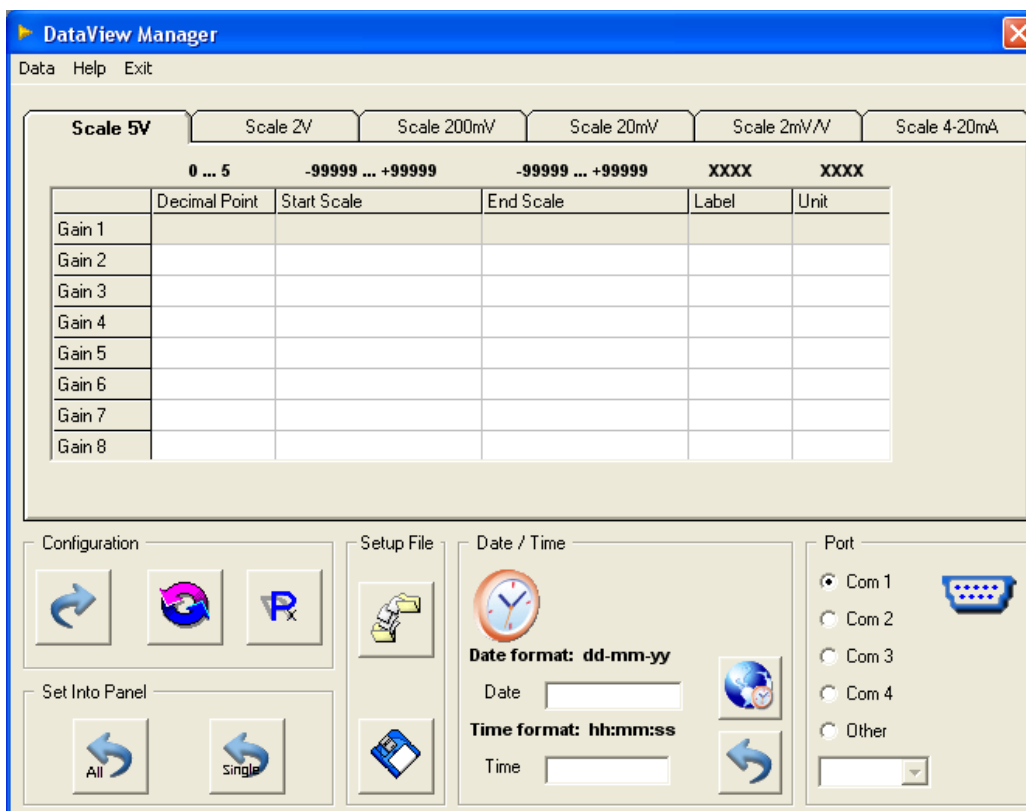 DataView Manager
Data Help Exit
Scale 5V Scale 2V Scale 200mV Scale 20mV Scale 2mV/V Scale 4-20mA
0 ... 5 -99999 ... +99999 -99999 ... +99999 XXXX XXXX
Decimal Point Start Scale End Scale Label Unit
Gain 1
Gain 2
Gain 3
Gain 4
Gain 5
Gain 6
Gain 7
Gain 8
Configuration
Rx
Set Into Panel
All Single
Setup File
Date / Time
Date format: dd-mm-yy
Date
Time format: hh:mm:ss
Time
Port
Com 1
Com 2
Com 3
Com 4
Other